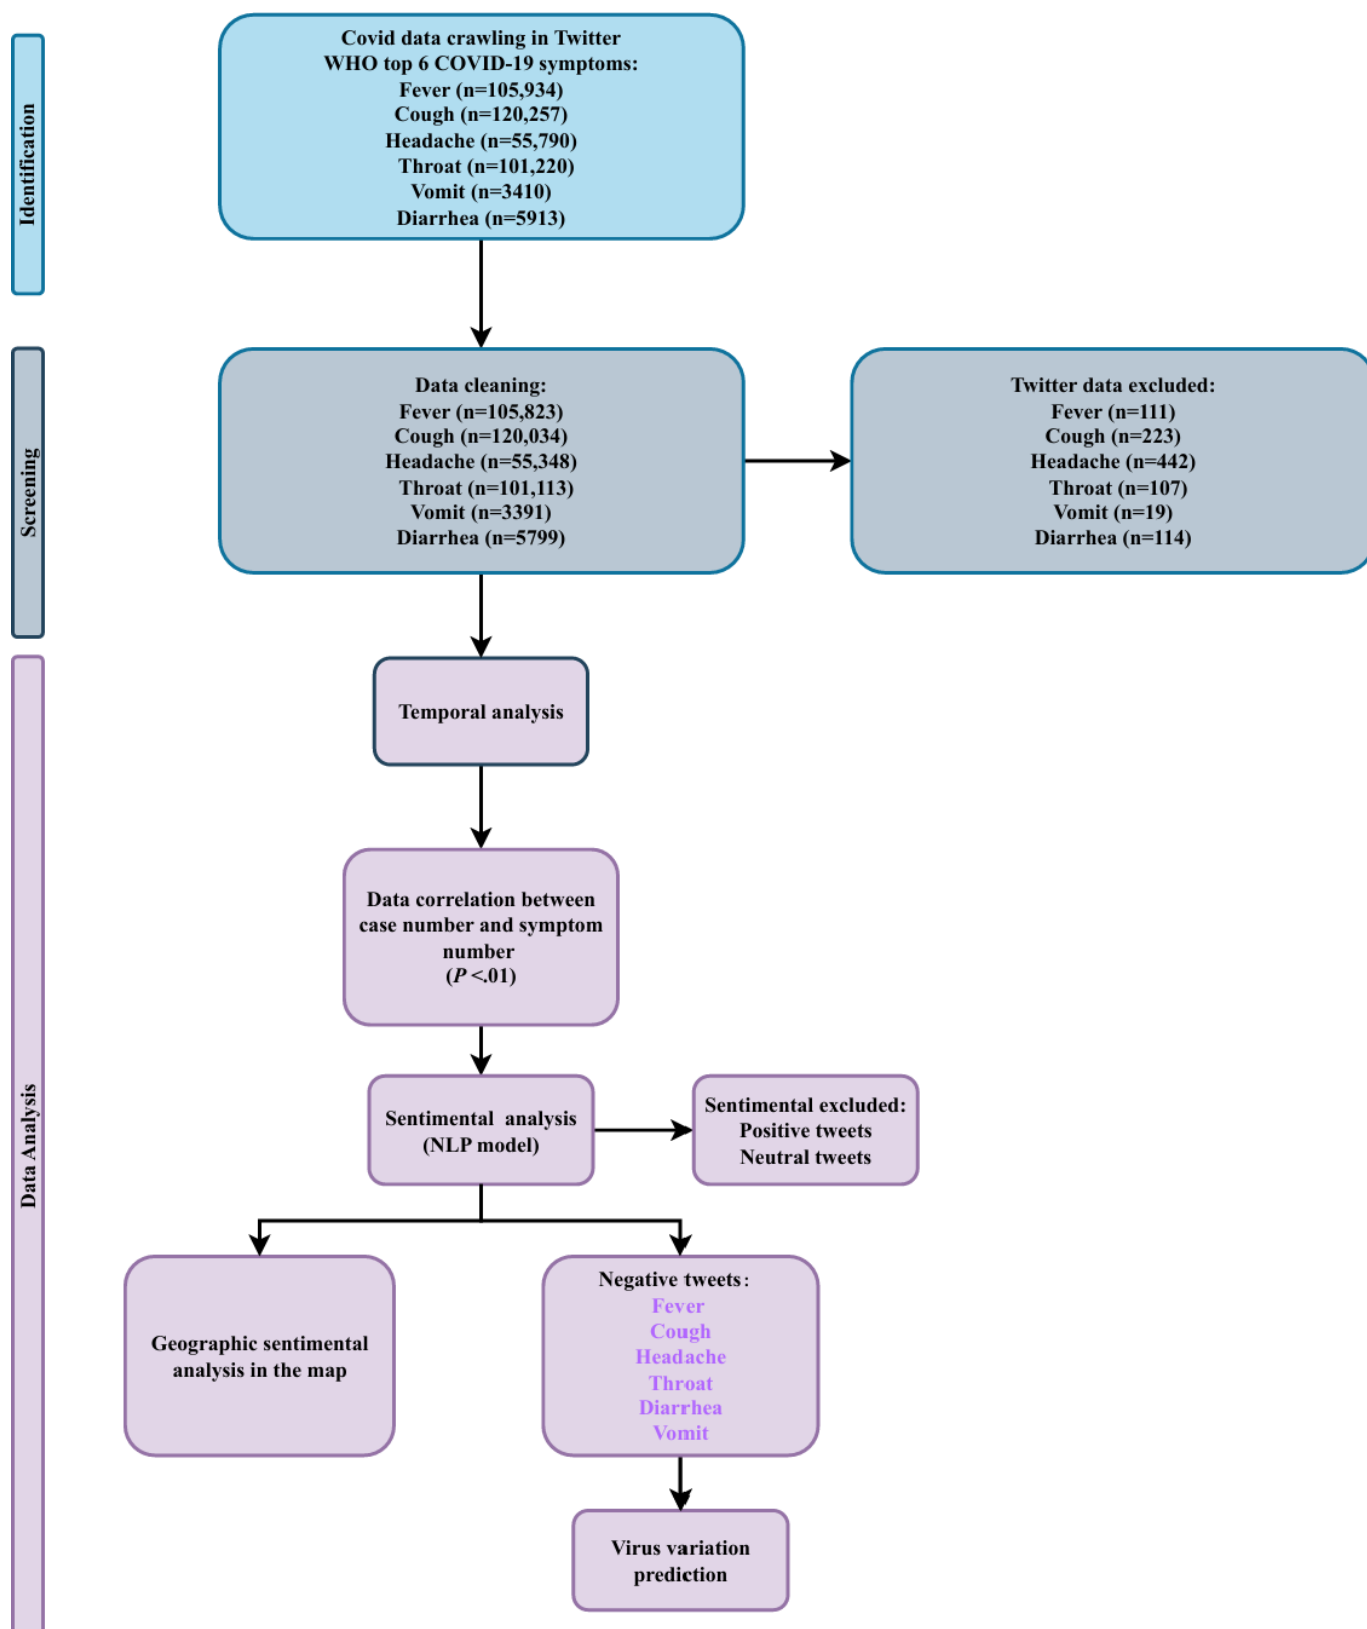 Identification
Covid data crawling in Twitter
WHO top 6 COVID-19 symptoms:
Fever (n=105,934)
Cough (n=120,257)
Headache (n=55,790)
Throat (n=101,220)
Vomit (n=3410)
Diarrhea (n=5913)
Screening
Data cleaning:
Fever (n=105,823)
Cough (n=120,034)
Headache (n=55,348)
Throat (n=101,113)
Vomit (n=3391)
Diarrhea (n=5799)
Twitter data excluded:
Fever (n=111)
Cough (n=223)
Headache (n=442)
Throat (n=107)
Vomit (n=19)
Diarrhea (n=114)
Data Analysis
Temporal analysis
Data correlation between
case number and symptom
number
(P <.01)
Sentimental analysis
(NLP model)
Sentimental excluded:
Positive tweets
Neutral tweets
Geographic sentimental
analysis in the map
Negative tweets:
Fever
Cough
Headache
Throat
Diarrhea
Vomit
Virus variation
prediction